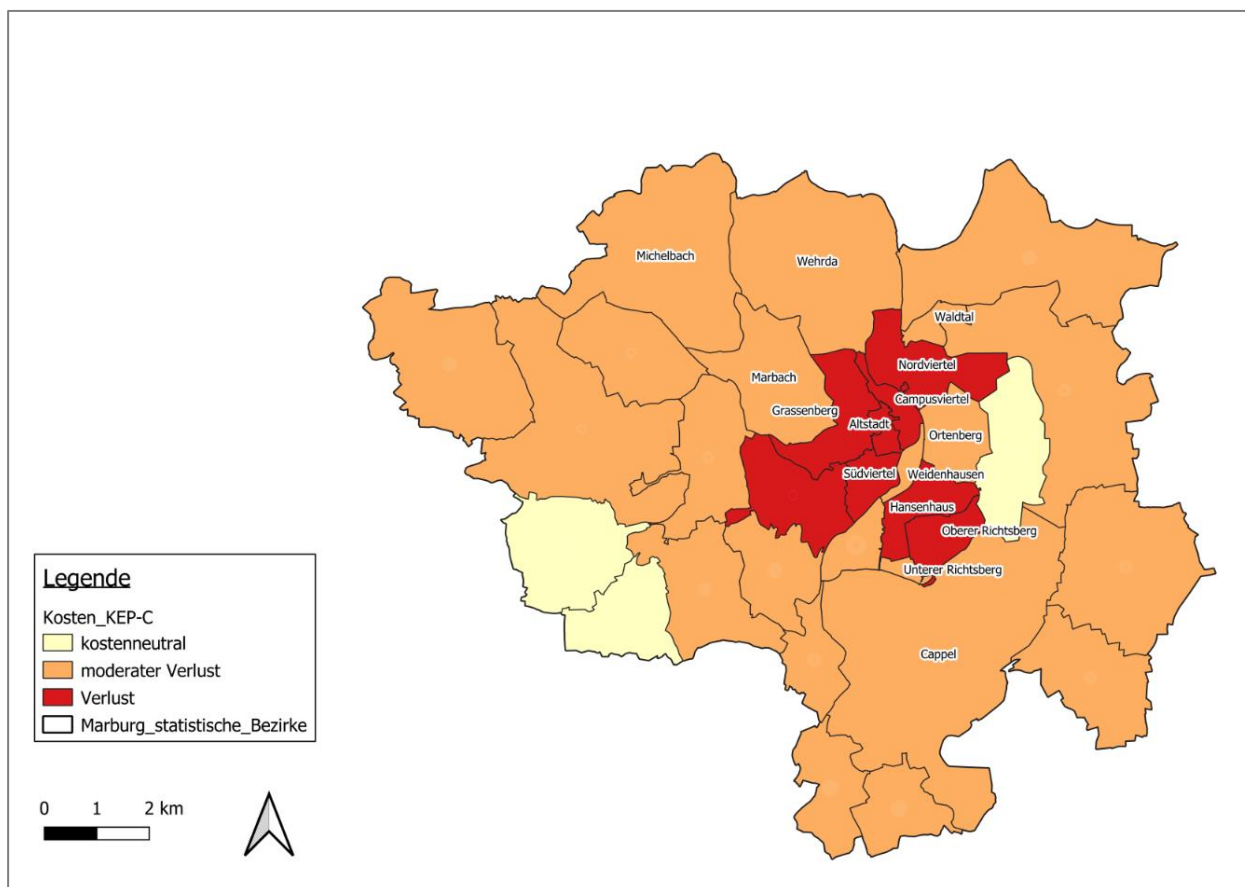 Michelbach
Wehrda
Waldtal
Nordviertel
Marbach
Campusviertel
Grassenberg
Altstadt
Ortenberg
Südviertel
Weidenhausen
Hansenhaus
Oberer Richtsberg
Unterer Richtsberg
Cappel
Legende
Kosten_KEP-C
kostenneutral
moderater Verlust
Verlust
Marburg_statistische_Bezirke
0 1 2 km